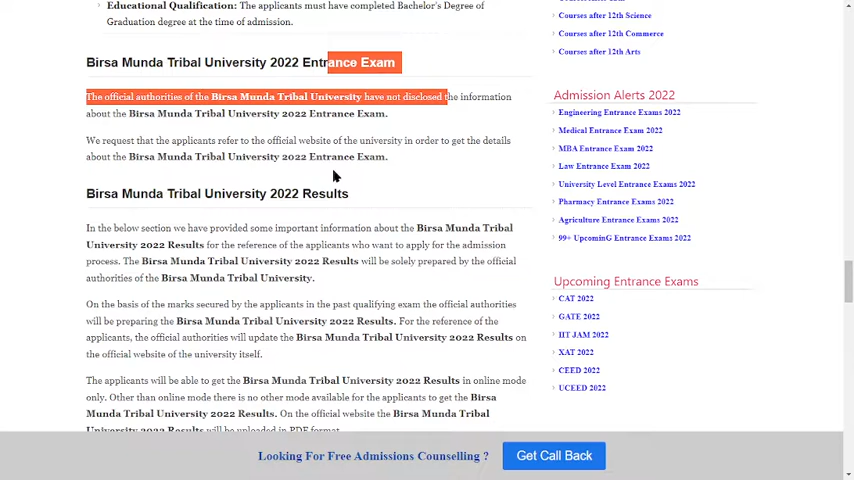 Educational Qualification: The applicants must have completed Bachelor's Degree of
Graduation degree at the time of admission.
Birsa Munda Tribal University 2022 Entrance Exam
The official authorities of the Birsa Munda Tribal University have not disclosed the information
about the Birsa Munda Tribal University 2022 Entrance Exam.
We request that the applicants refer to the official website of the university in order to get the details
about the Birsa Munda Tribal University 2022 Entrance Exam.
Birsa Munda Tribal University 2022 Results
In the below section we have provided some important information about the Birsa Munda Tribal
University 2022 Results for the reference of the applicants who want to apply for the admission
process. The Birsa Munda Tribal University 2022 Results will be solely prepared by the official
authorities of the Birsa Munda Tribal University.
On the basis of the marks secured by the applicants in the past qualifying exam the official authorities
will be preparing the Birsa Munda Tribal University 2022 Results. For the reference of the
applicants, the official authorities will update the Birsa Munda Tribal University 2022 Results on
the official website of the university itself.
The applicants will be able to get the Birsa Munda Tribal University 2022 Results in online mode
only. Other than online mode there is no other mode available for the applicants to get the Birsa
Munda Tribal University 2022 Results. On the official website the Birsa Munda Tribal
University 2022 Results will be uploaded in PDF format.
Courses after 12th Science
Courses after 12th Commerce
Courses after 12th Arts
Admission Alerts 2022
Engineering Entrance Exams 2022
Medical Entrance Exam 2022
MBA Entrance Exam 2022
Law Entrance Exam 2022
University Level Entrance Exams 2022
Pharmacy Entrance Exams 2022
Agriculture Entrance Exams 2022
99+ UpcominG Entrance Exams 2022
Upcoming Entrance Exams
CAT 2022
GATE 2022
IIT JAM 2022
XAT 2022
CEED 2022
UCEED 2022
Looking For Free Admissions Counselling ?
Get Call Back